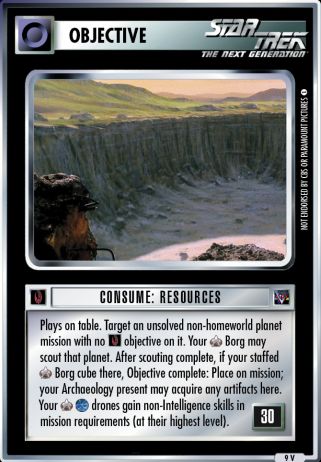 OBJECTIVE
STAR TREK
THE NEXT GENERATION
NOT ENDORSED BY CBS OR PARAMOUNT PICTURES
CONSUME: RESOURCES
Plays on table. Target an unsolved non-homeworld planet
mission with no objective on it. Your Borg may
scout that planet. After scouting complete, if your staffed
Borg cube there, Objective complete: Place on mission;
your Archaeology present may acquire any artifacts here.
Your drones gain non-Intelligence skills in
mission requirements (at their highest level).
30
9 V